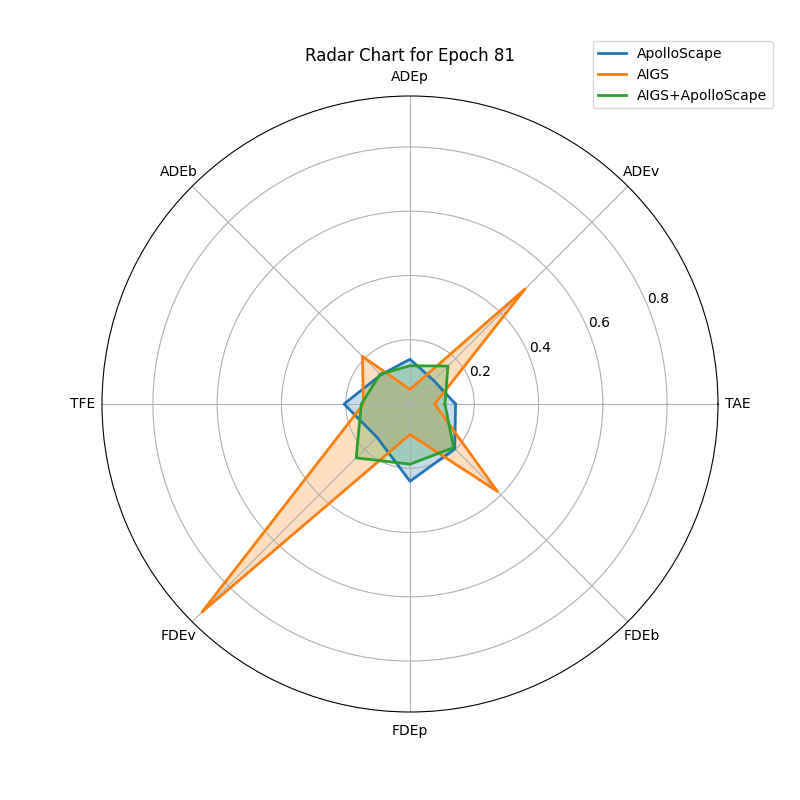 Radar Chart for Epoch 81
ApolloScape
AIGS
AIGS+ApolloScape
ADEp
ADEb
ADEv
0.8
0.6
0.4
0.2
TFE
TAE
FDEv
FDEb
FDEp